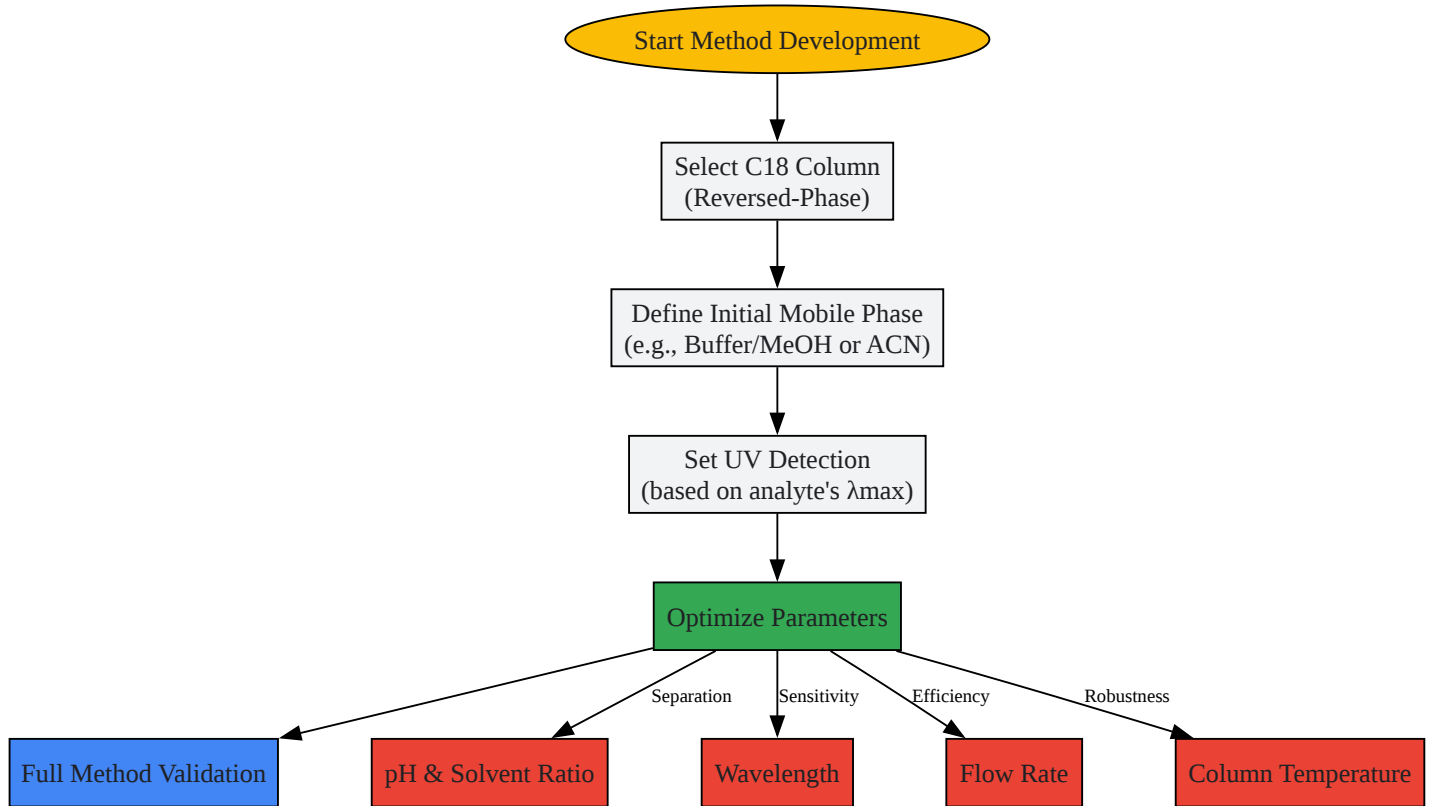 Start Method Development
Select C18 Column
(Reversed-Phase)
Define Initial Mobile Phase
(e.g., Buffer/MeOH or ACN)
Set UV Detection
(based on analyte's λmax)
Optimize Parameters
Separation
Sensitivity
Efficiency
Robustness
Full Method Validation
pH & Solvent Ratio
Wavelength
Flow Rate
Column Temperature